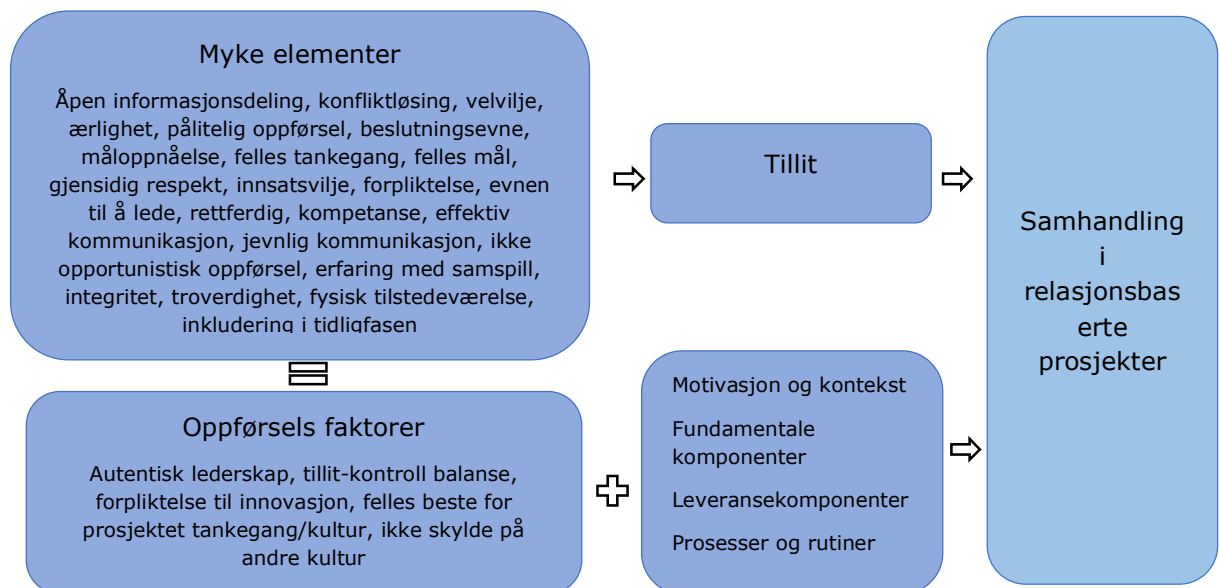 Myke elementer
Åpen informasjonsdeling, konfliktløsing, velvilje,
ærlighet, pålitelig oppførsel, beslutningsevne,
måloppnåelse, felles tankegang, felles mål,
gjensidig respekt, innsatsvilje, forpliktelse, evnen
til å lede, rettferdig, kompetanse, effektiv
kommunikasjon, jevnlig kommunikasjon, ikke
opportunistisk oppførsel, erfaring med samspill,
integritet, troverdighet, fysisk tilstedeværelse,
inkludering i tidligfasen
Tillit
Samhandling
i
relasjonsbas
erte
prosjekter
Oppførsels faktorer
Autentisk lederskap, tillit-kontroll balanse,
forpliktelse til innovasjon, felles beste for
prosjektet tankegang/kultur, ikke skylde på
andre kultur
Motivasjon og kontekst
Fundamentale
komponenter
Leveransekomponenter
Prosesser og rutiner